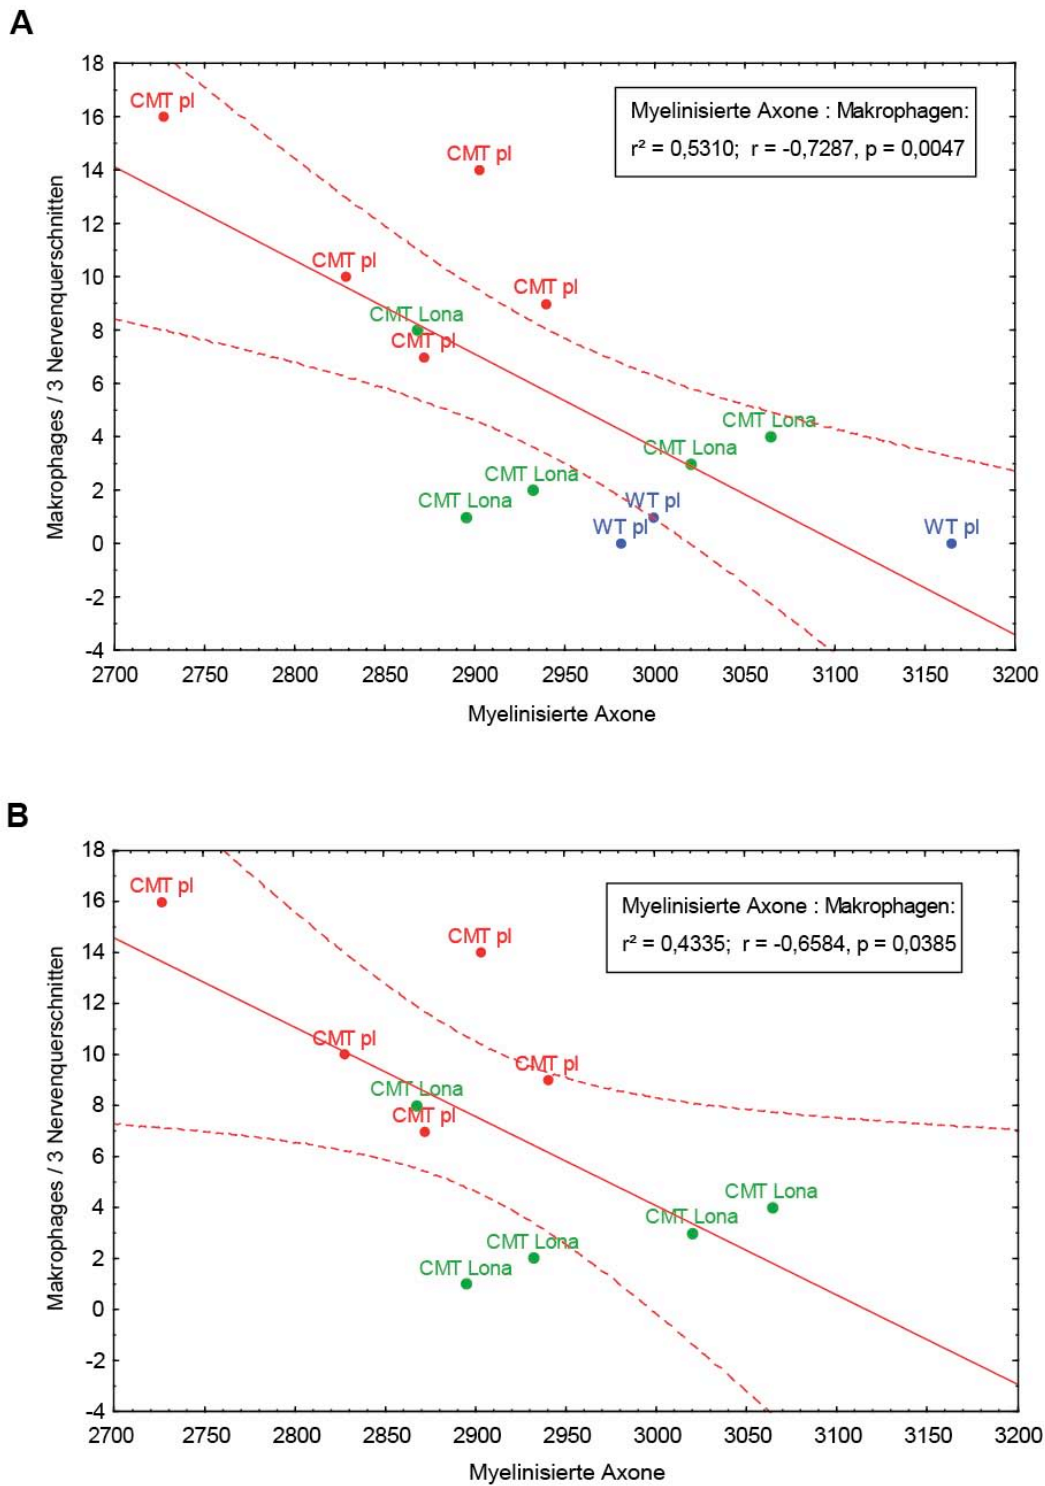 A
18
16
14
12
10
8
6
4
2
0
-2
-4
Makrophages / 3 Nervenquerschnitten
CMT pl
CMT pl
CMT pl
CMT pl
CMT Lona
CMT pl
CMT Lona
CMT Lona
CMT Lona
CMT Lona
WT pl
WT pl
WT pl
Myelinisierte Axone : Makrophagen:
r² = 0,5310; r = -0,7287, p = 0,0047
2700 2750 2800 2850 2900 2950 3000 3050 3100 3150 3200
Myelinisierte Axone
B
18
16
14
12
10
8
6
4
2
0
-2
-4
Makrophages / 3 Nervenquerschnitten
CMT pl
CMT pl
CMT pl
CMT pl
CMT Lona
CMT pl
CMT Lona
CMT Lona
CMT Lona
CMT Lona
Myelinisierte Axone : Makrophagen:
r² = 0,4335; r = -0,6584, p = 0,0385
2700 2750 2800 2850 2900 2950 3000 3050 3100 3150 3200
Myelinisierte Axone